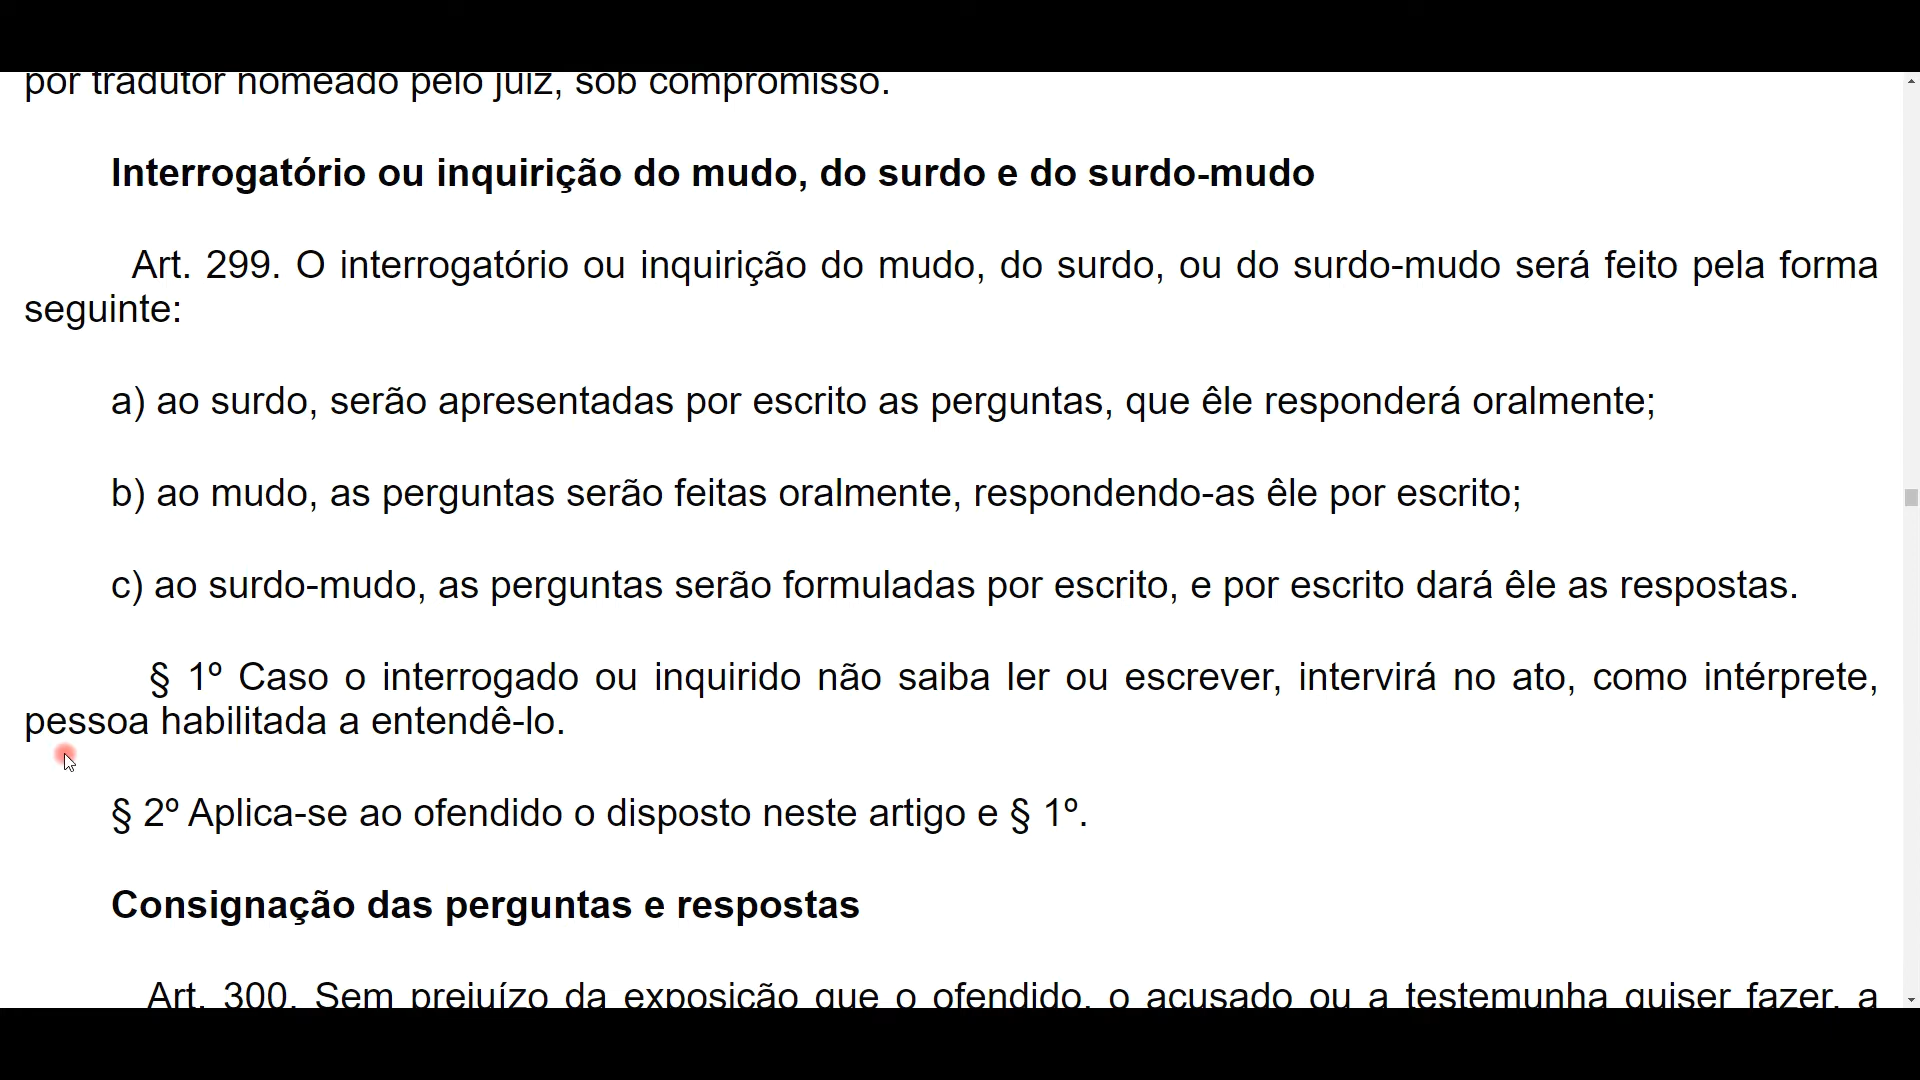 por tradutor nomeado pelo juiz, sob compromisso.
Interrogatório ou inquirição do mudo, do surdo e do surdo-mudo
Art. 299. O interrogatório ou inquirição do mudo, do surdo, ou do surdo-mudo será feito pela forma
seguinte:
a) ao surdo, serão apresentadas por escrito as perguntas, que êle responderá oralmente;
b) ao mudo, as perguntas serão feitas oralmente, respondendo-as êle por escrito;
c) ao surdo-mudo, as perguntas serão formuladas por escrito, e por escrito dará êle as respostas.
§ 1º Caso o interrogado ou inquirido não saiba ler ou escrever, intervirá no ato, como intérprete,
pessoa habilitada a entendê-lo.
§ 2º Aplica-se ao ofendido o disposto neste artigo e § 1º.
Consignação das perguntas e respostas
Art. 300. Sem prejuízo da exposição que o ofendido, o acusado ou a testemunha quiser fazer, a